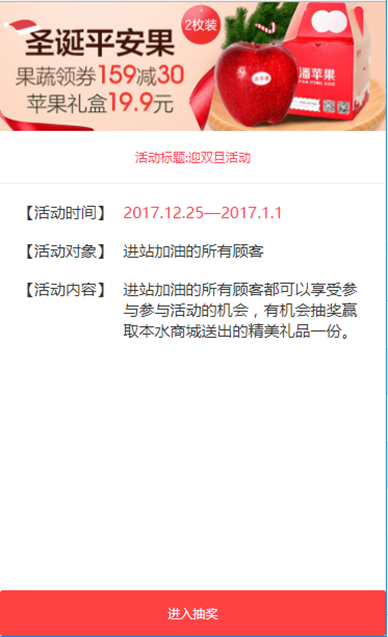 圣诞平安果
2枚装
果蔬领券159减30
苹果礼盒19.9元
潘苹果
活动标题:迎双旦活动
【活动时间】 2017.12.25—2017.1.1
【活动对象】 进站加油的所有顾客
【活动内容】 进站加油的所有顾客都可以享受参
与参与活动的机会，有机会抽奖赢
取本水商城送出的精美礼品一份。
进入抽奖